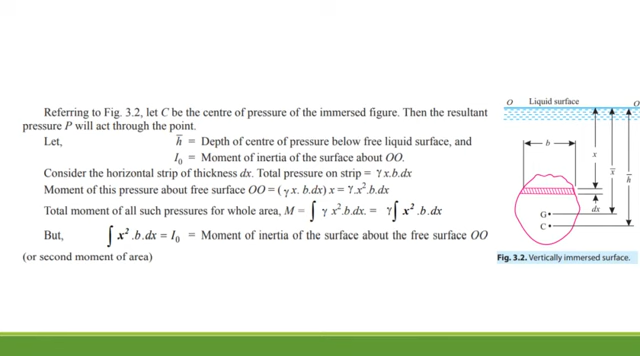 Referring to Fig. 3.2, let C be the centre of pressure of the immersed figure. Then the resultant
pressure P will act through the point.
Let, h̄ = Depth of centre of pressure below free liquid surface, and
I₀ = Moment of inertia of the surface about OO.
Consider the horizontal strip of thickness dx. Total pressure on strip = γ x.b.dx
Moment of this pressure about free surface OO = (γx. b.dx) x = γ.x².b.dx
Total moment of all such pressures for whole area, M = ∫ γ x².b.dx. = γ∫ x².b.dx
But, ∫ x².b.dx = I₀ = Moment of inertia of the surface about the free surface OO
(or second moment of area)
O Liquid surface O
b
x
x̄
h̄
dx
G
C
Fig. 3.2. Vertically immersed surface.